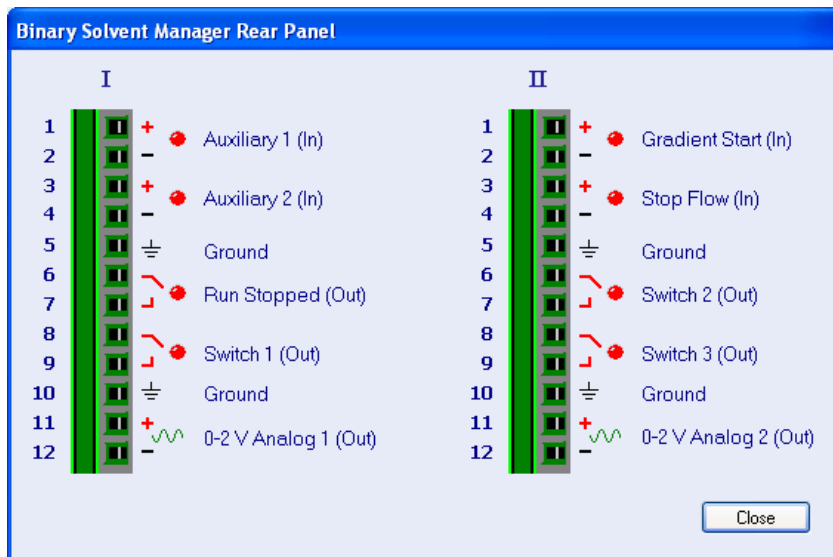 Binary Solvent Manager Rear Panel
I
1 + Auxiliary 1 (In)
2 −
3 + Auxiliary 2 (In)
4 −
5 Ground
6
7 Run Stopped (Out)
8
9 Switch 1 (Out)
10 Ground
11 + 0-2 V Analog 1 (Out)
12 −
II
1 + Gradient Start (In)
2 −
3 + Stop Flow (In)
4 −
5 Ground
6
7 Switch 2 (Out)
8
9 Switch 3 (Out)
10 Ground
11 + 0-2 V Analog 2 (Out)
12 −
Close